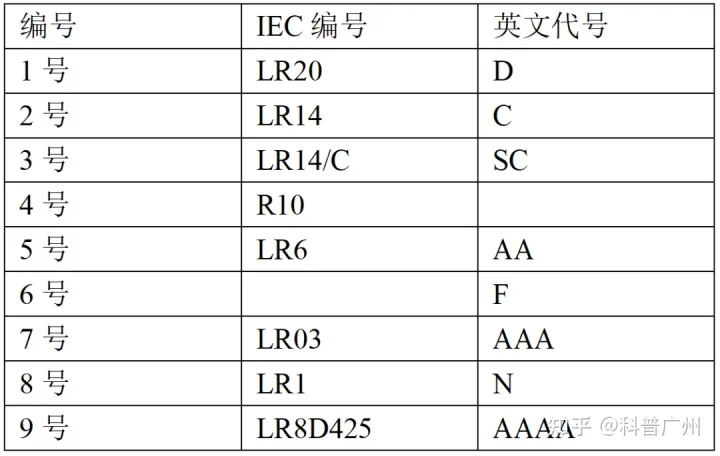 编号 IEC 编号 英文代号
1 号 LR20 D
2 号 LR14 C
3 号 LR14/C SC
4 号 R10
5 号 LR6 AA
6 号 F
7 号 LR03 AAA
8 号 LR1 N
9 号 LR8D425 AAAA
知乎 @科普广州